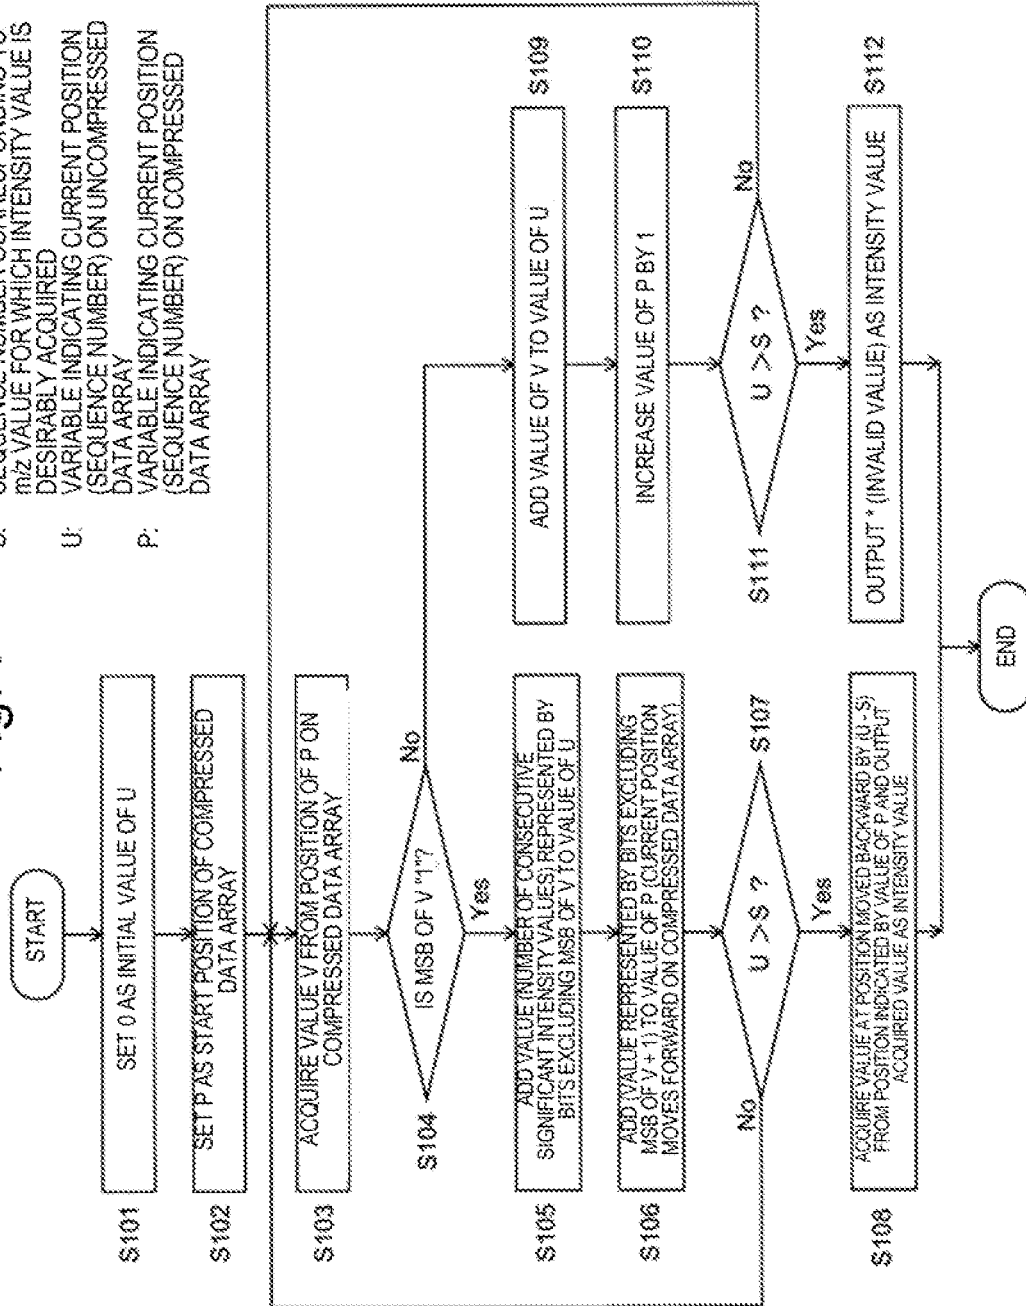 m/z VALUE FOR WHICH INTENSITY VALUE IS
DESIRABLY ACQUIRED
U: VARIABLE INDICATING CURRENT POSITION
(SEQUENCE NUMBER) ON UNCOMPRESSED
DATA ARRAY
P: VARIABLE INDICATING CURRENT POSITION
(SEQUENCE NUMBER) ON COMPRESSED
DATA ARRAY
START
S101
SET 0 AS INITIAL VALUE OF U
S102
SET P AS START POSITION OF COMPRESSED
DATA ARRAY
S103
ACQUIRE VALUE V FROM POSITION OF P ON
COMPRESSED DATA ARRAY
S104
IS MSB OF V "1"?
No
Yes
S105
ADD VALUE (NUMBER OF CONSECUTIVE
SIGNIFICANT INTENSITY VALUES) REPRESENTED BY
BITS EXCLUDING MSB OF V TO VALUE OF U
S106
ADD (VALUE REPRESENTED BY BITS EXCLUDING
MSB OF V + 1) TO VALUE OF P (CURRENT POSITION
MOVES FORWARD ON COMPRESSED DATA ARRAY)
S107
U > S ?
No
Yes
S108
ACQUIRE VALUE AT POSITION MOVED BACKWARD BY (U - S)
FROM POSITION INDICATED BY VALUE OF P AND OUTPUT
ACQUIRED VALUE AS INTENSITY VALUE
ADD VALUE OF V TO VALUE OF U
S109
INCREASE VALUE OF P BY 1
S110
S111
U > S ?
No
Yes
OUTPUT * (INVALID VALUE) AS INTENSITY VALUE
S112
END